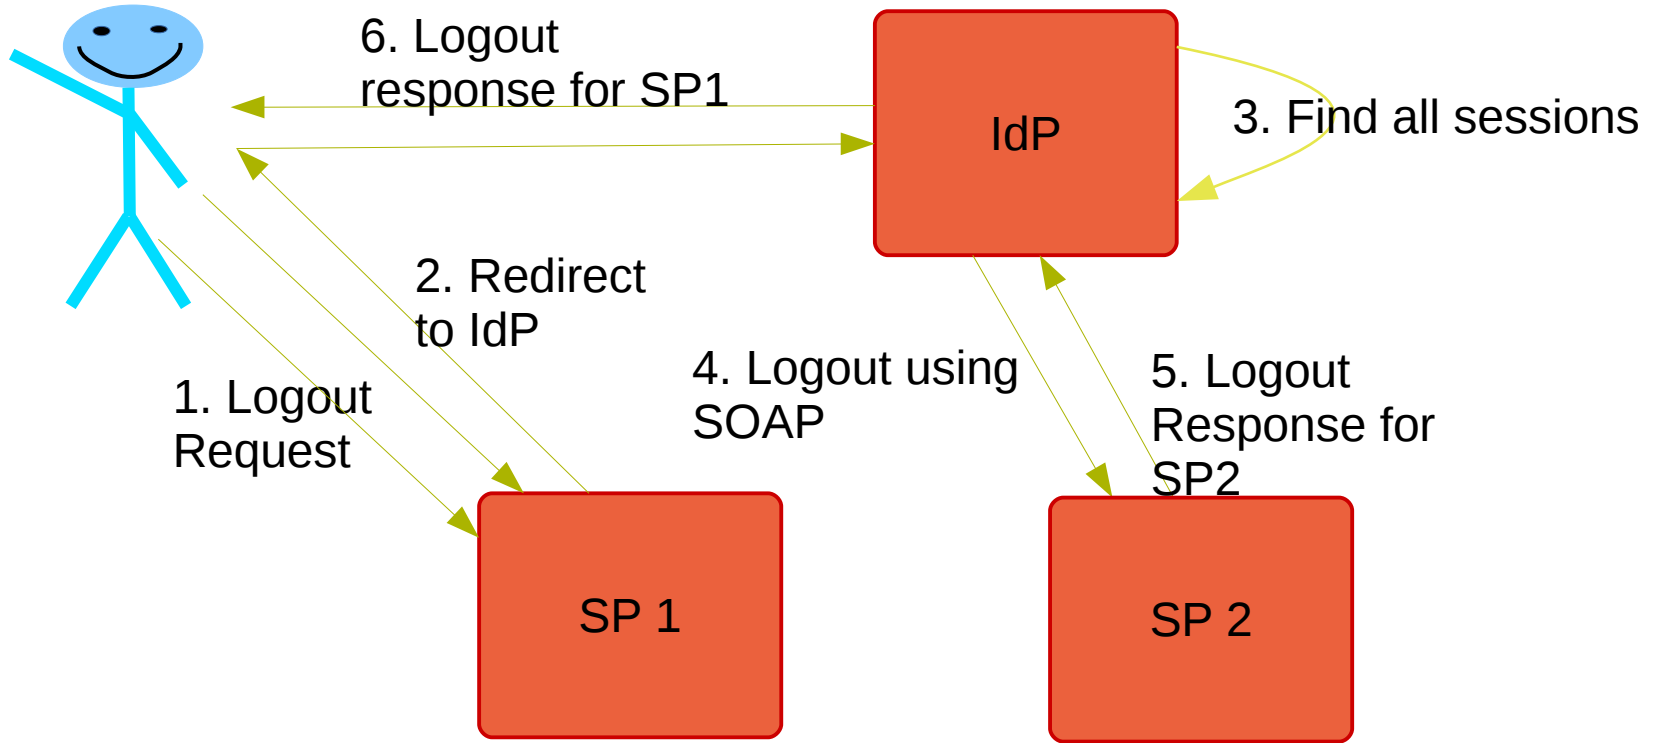 6. Logout
response for SP1
IdP
3. Find all sessions
2. Redirect
to IdP
1. Logout
Request
4. Logout using
SOAP
5. Logout
Response for
SP2
SP 1
SP 2